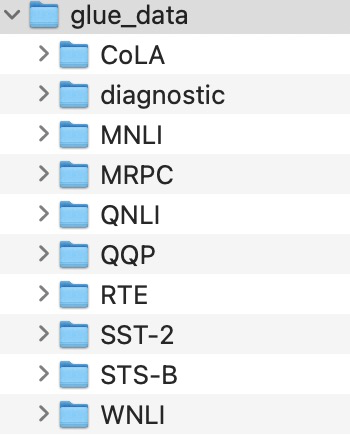 glue_data
CoLA
diagnostic
MNLI
MRPC
QNLI
QQP
RTE
SST-2
STS-B
WNLI